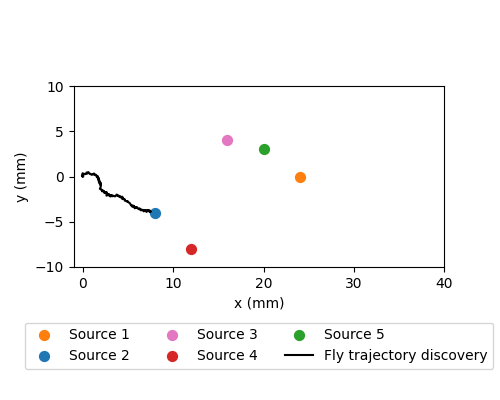 10
5
0
−5
−10
y (mm)
0 10 20 30 40
x (mm)
Source 1 Source 3 Source 5
Source 2 Source 4 Fly trajectory discovery